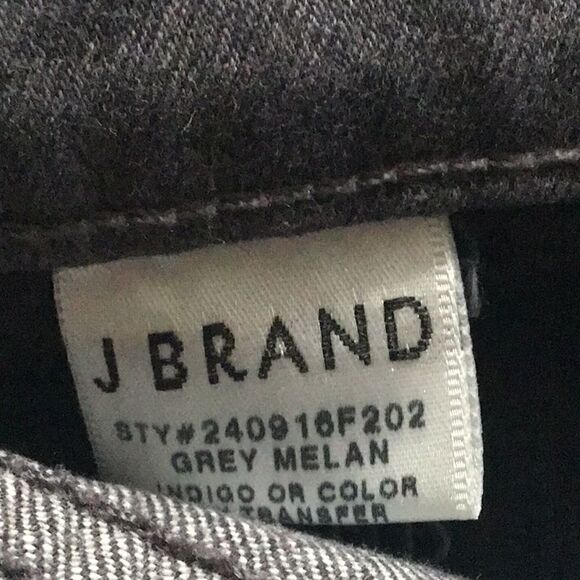 J BRAND
STY#240916F202
GREY MELAN
INDIGO OR COLOR
TRANSFER